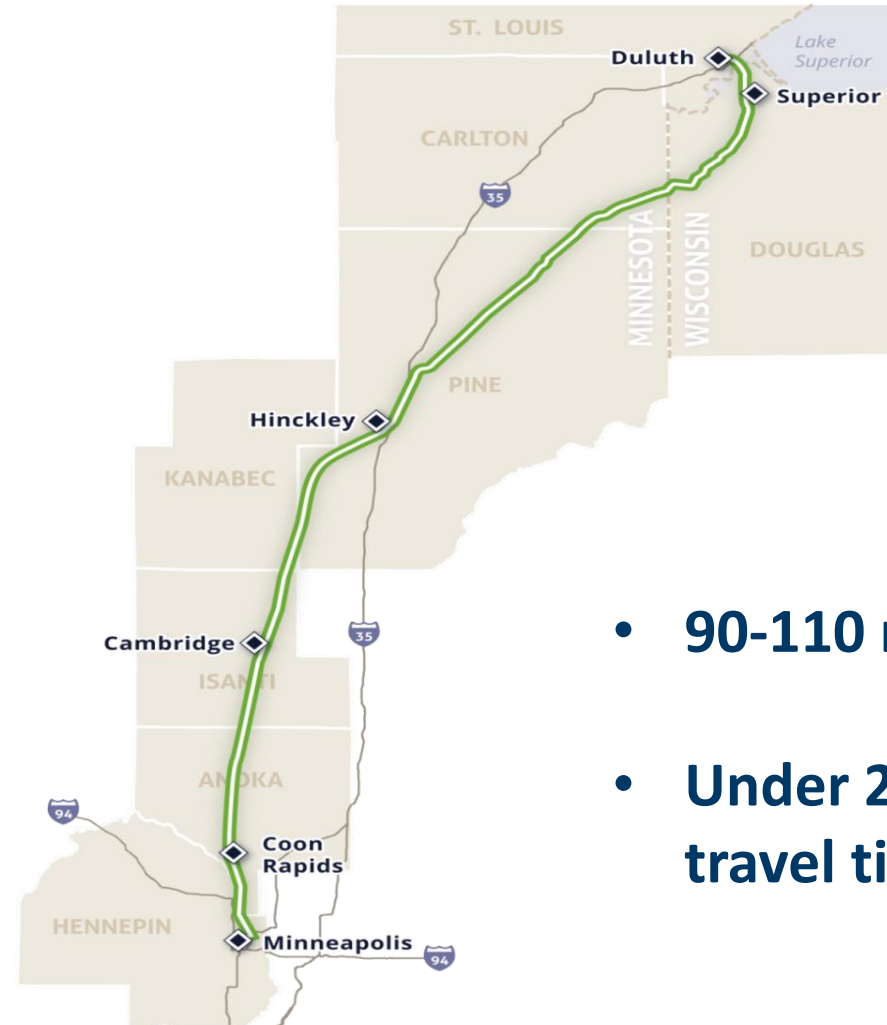 ST. LOUIS
Duluth
Lake
Superior
Superior
CARLTON
35
MINNESOTA
WISCONSIN
DOUGLAS
PINE
Hinckley
KANABEC
35
Cambridge
ISANTI
ANOKA
94
Coon
Rapids
HENNEPIN
Minneapolis
94
• 90-110
• Under 2
travel